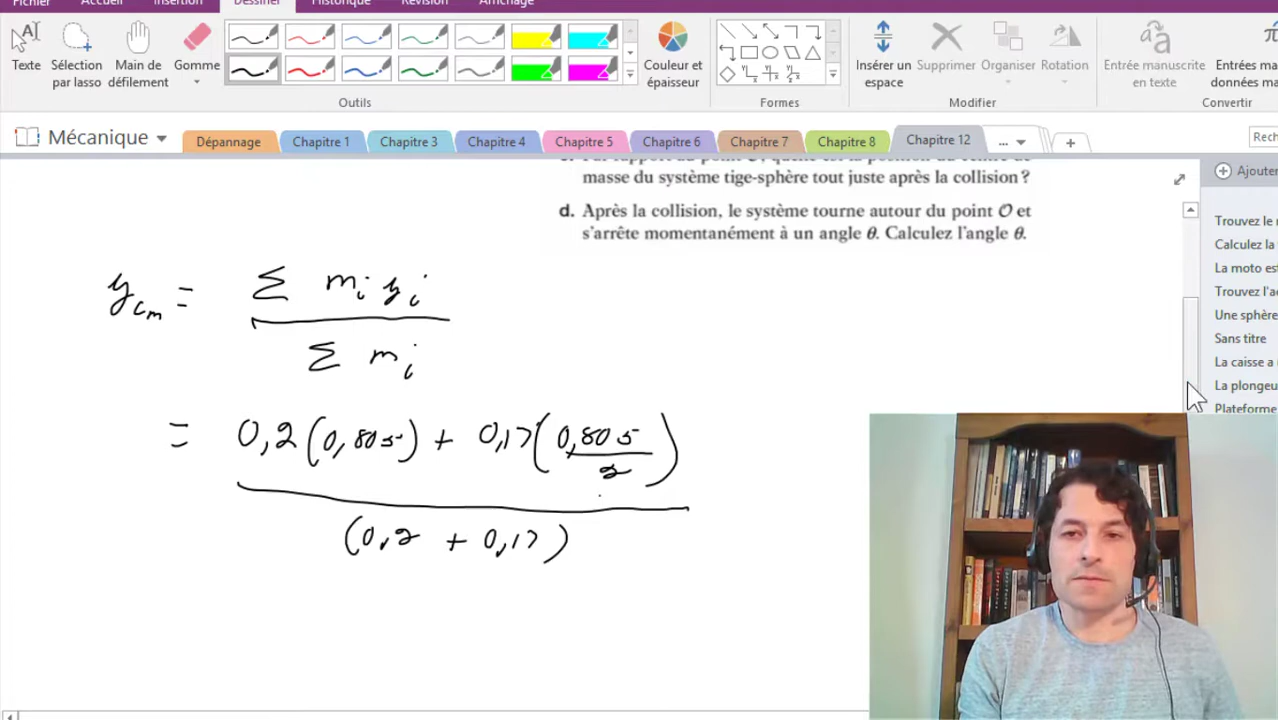 Fichier Accueil Insertion Dessiner Historique Révision Affichage
Texte
Sélection par lasso
Main de défilement
Gomme
Couleur et épaisseur
Insérer un espace
Supprimer
Organiser
Rotation
Entrée manuscrite en texte
Outils
Formes
Modifier
Convertir
Mécanique
Dépannage
Chapitre 1
Chapitre 3
Chapitre 4
Chapitre 5
Chapitre 6
Chapitre 7
Chapitre 8
Chapitre 12
...
Rech
Ajouter
masse du système tige-sphère tout juste après la collision ?
d. Après la collision, le système tourne autour du point O et
s'arrête momentanément à un angle θ. Calculez l'angle θ.
y_cm = Σ m_i y_i
Σ m_i
= 0,2(0,805) + 0,17(0,805
2)
(0,2 + 0,17)
Trouvez le
Calculez la
La moto est
Trouvez l'a
Une sphère
Sans titre
La caisse a
La plongeu
Plateforme